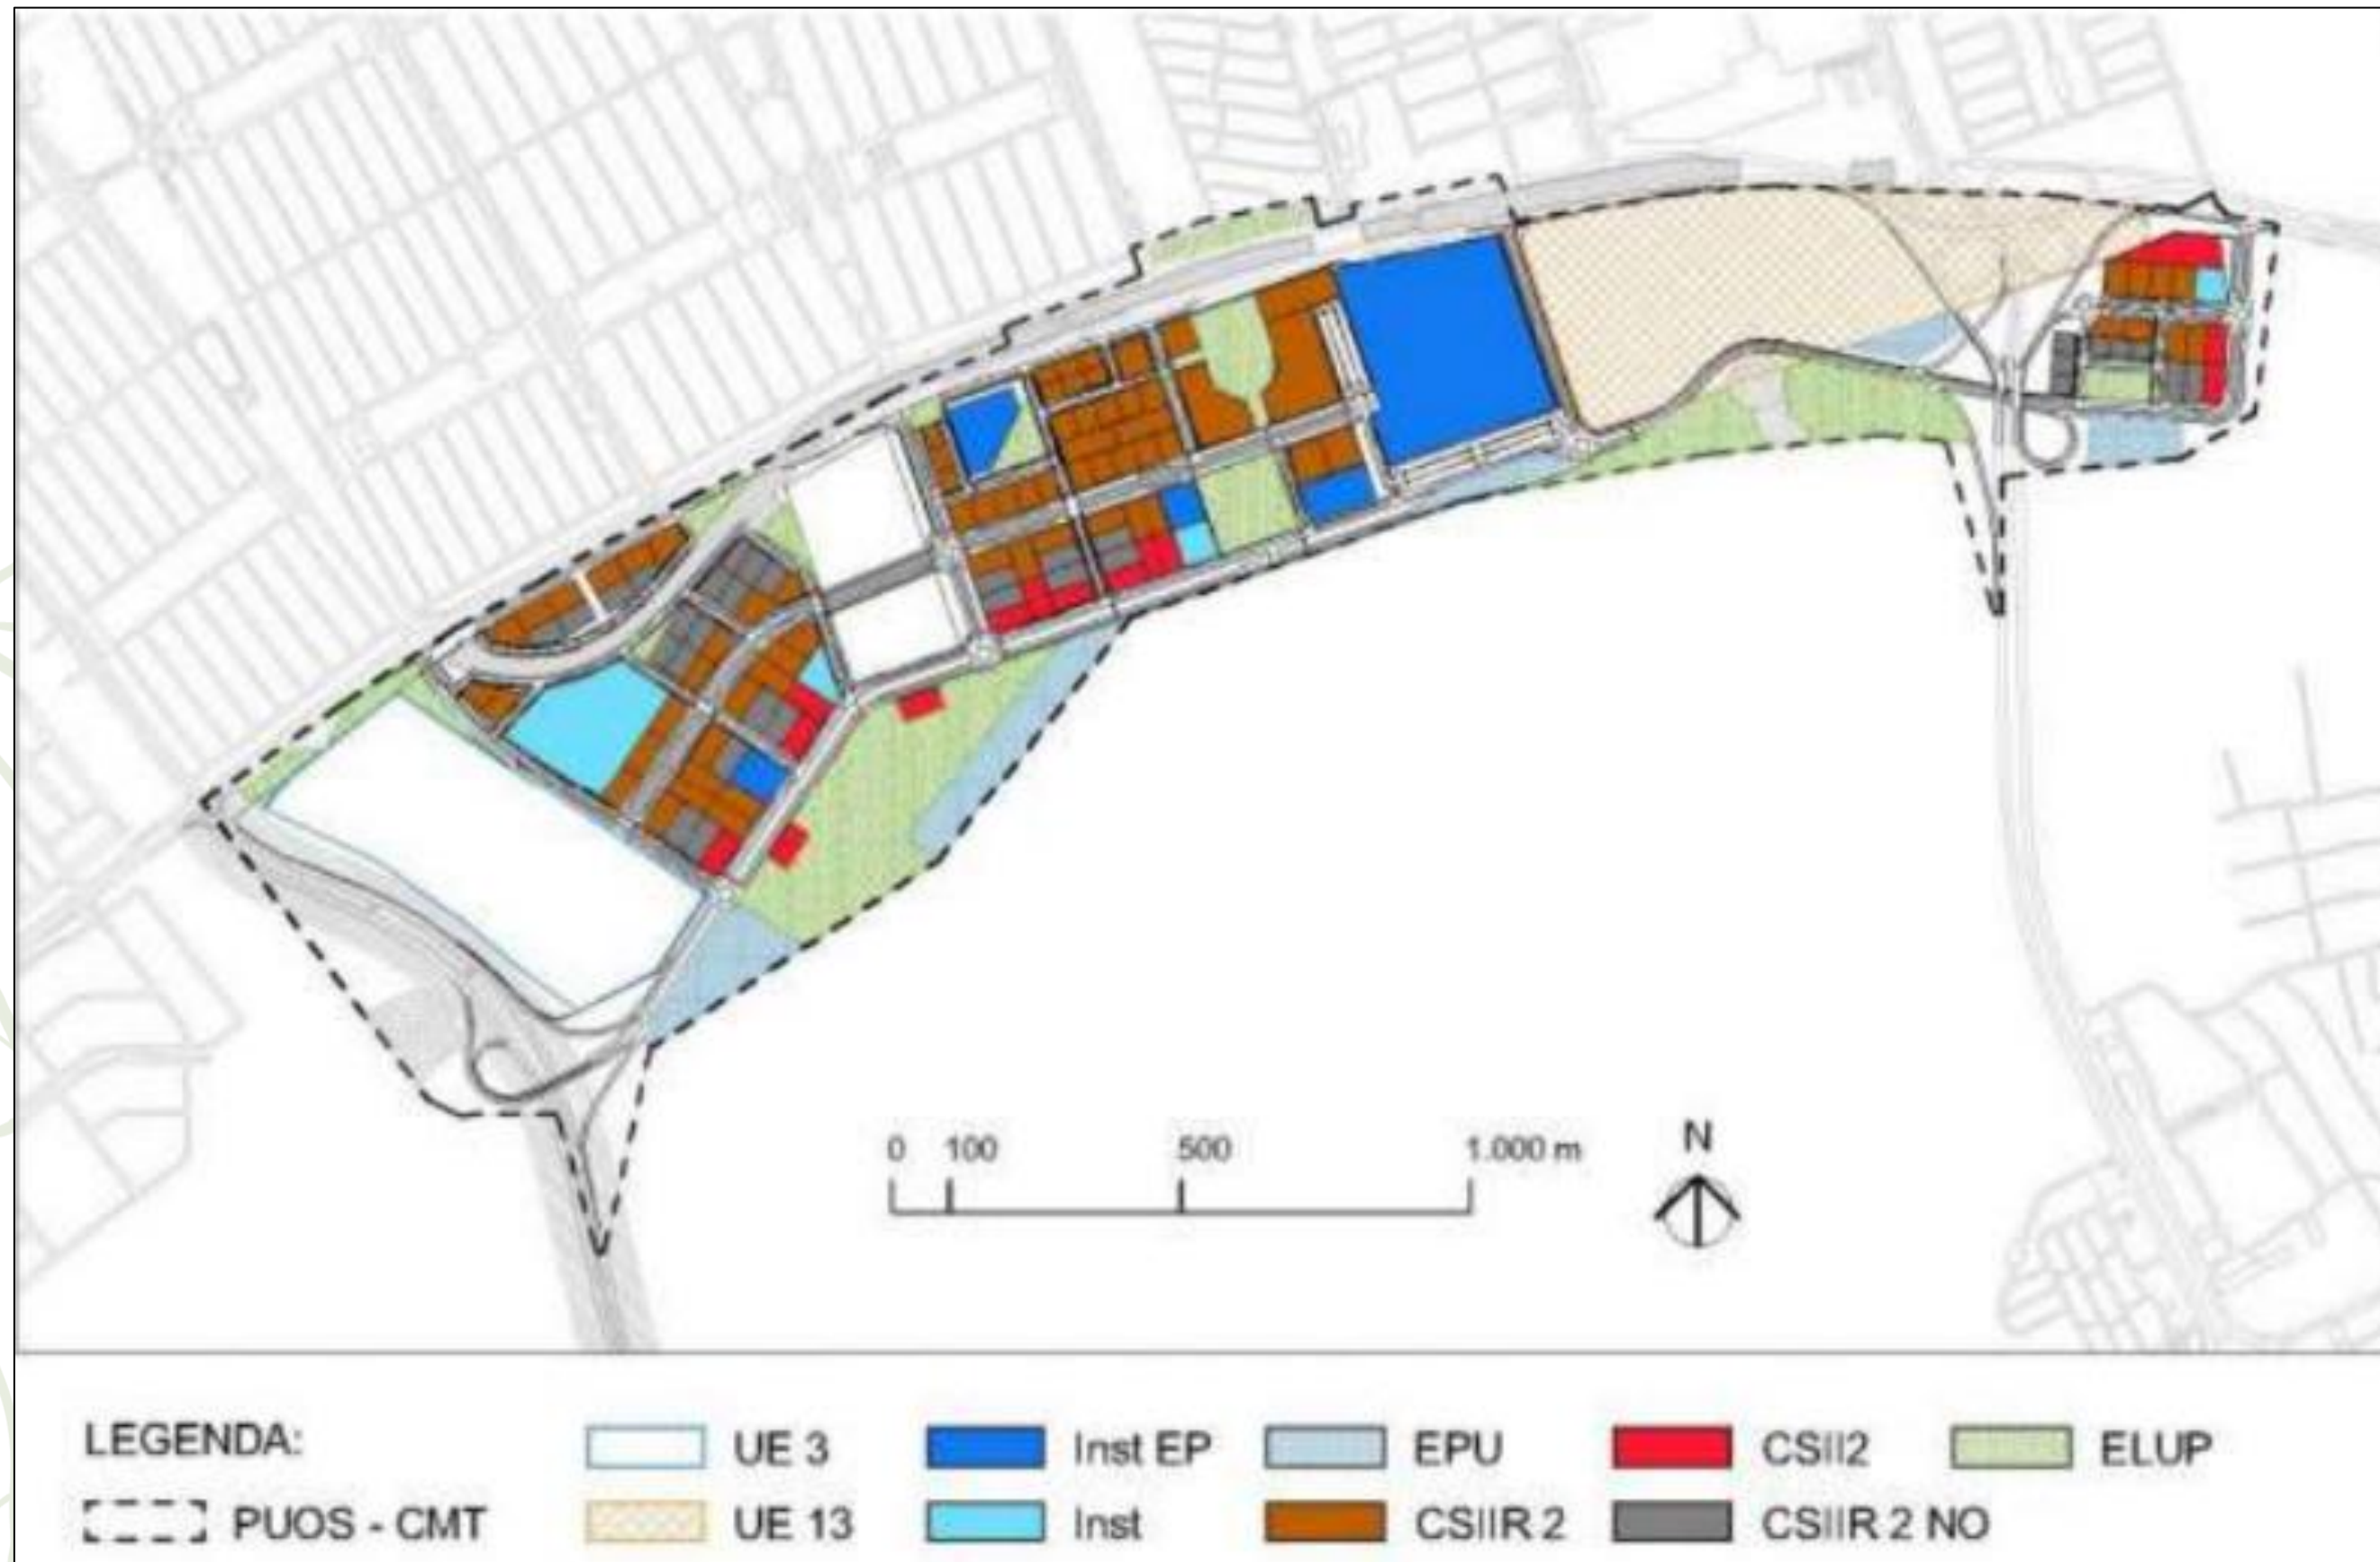 0 100 500 1.000 m
N
LEGENDA:
UE 3
Inst EP
EPU
CSII2
ELUP
PUOS - CMT
UE 13
Inst
CSIIR 2
CSIIR 2 NO